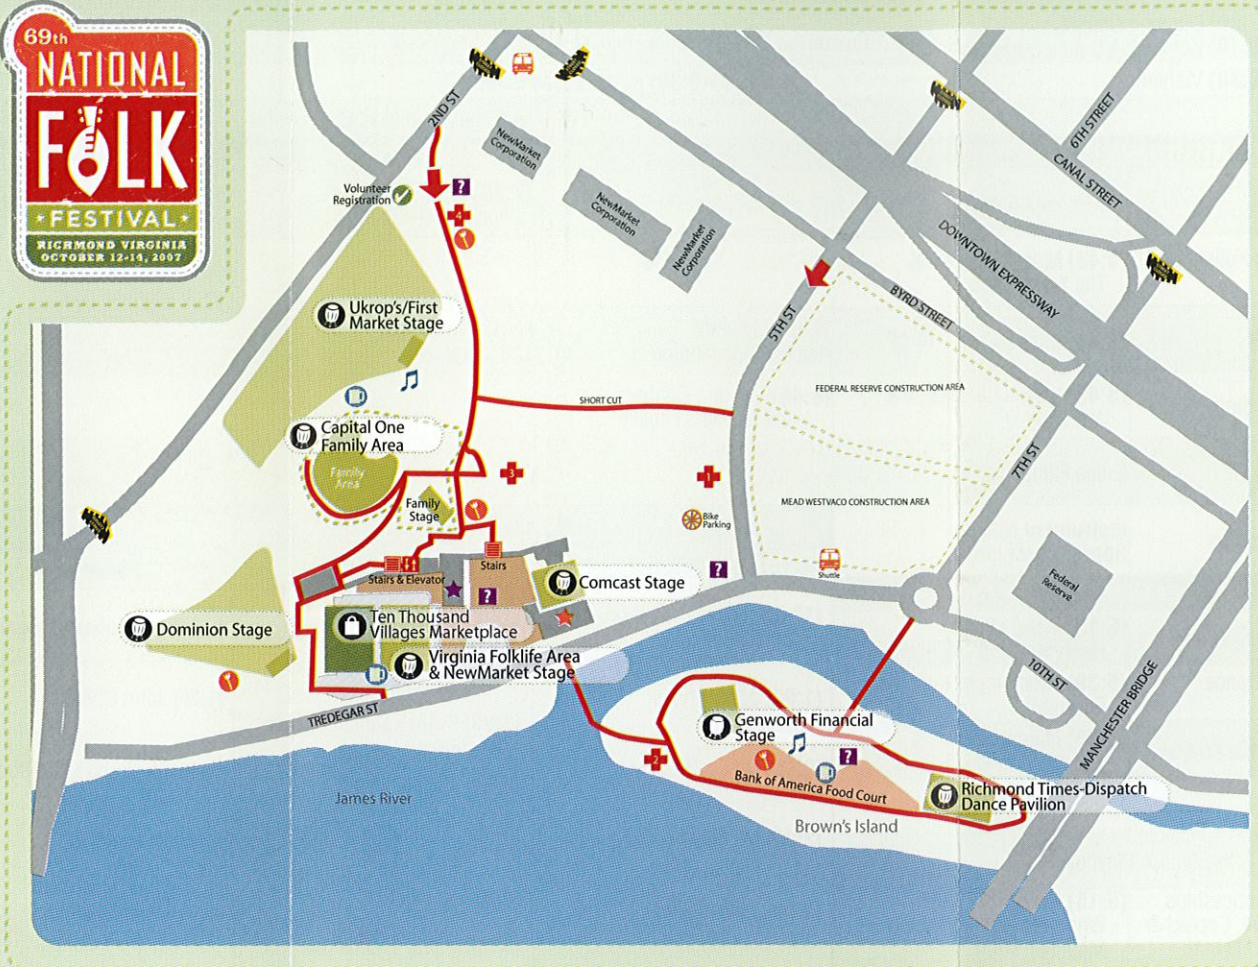 69th
NATIONAL
FOLK
FESTIVAL
RICHMOND VIRGINIA
OCTOBER 12-14, 2007
2ND ST
NewMarket
Corporation
NewMarket
Corporation
NewMarket
Corporation
6TH STREET
CANAL STREET
DOWNTOWN EXPRESSWAY
BYRD STREET
5TH ST
7TH ST
Volunteer
Registration
?
4
Ukrop's/First
Market Stage
SHORT CUT
FEDERAL RESERVE CONSTRUCTION AREA
MEAD WESTVACO CONSTRUCTION AREA
Capital One
Family Area
Family
Area
Family
Stage
3
1
Bike
Parking
?
Shuttle
Federal
Reserve
Stairs & Elevator
Stairs
?
Comcast Stage
Dominion Stage
Ten Thousand
Villages Marketplace
Virginia Folklife Area
& NewMarket Stage
TREDEGAR ST
10TH ST
MANCHESTER BRIDGE
Genworth Financial
Stage
?
2
Bank of America Food Court
Richmond Times-Dispatch
Dance Pavilion
James River
Brown's Island